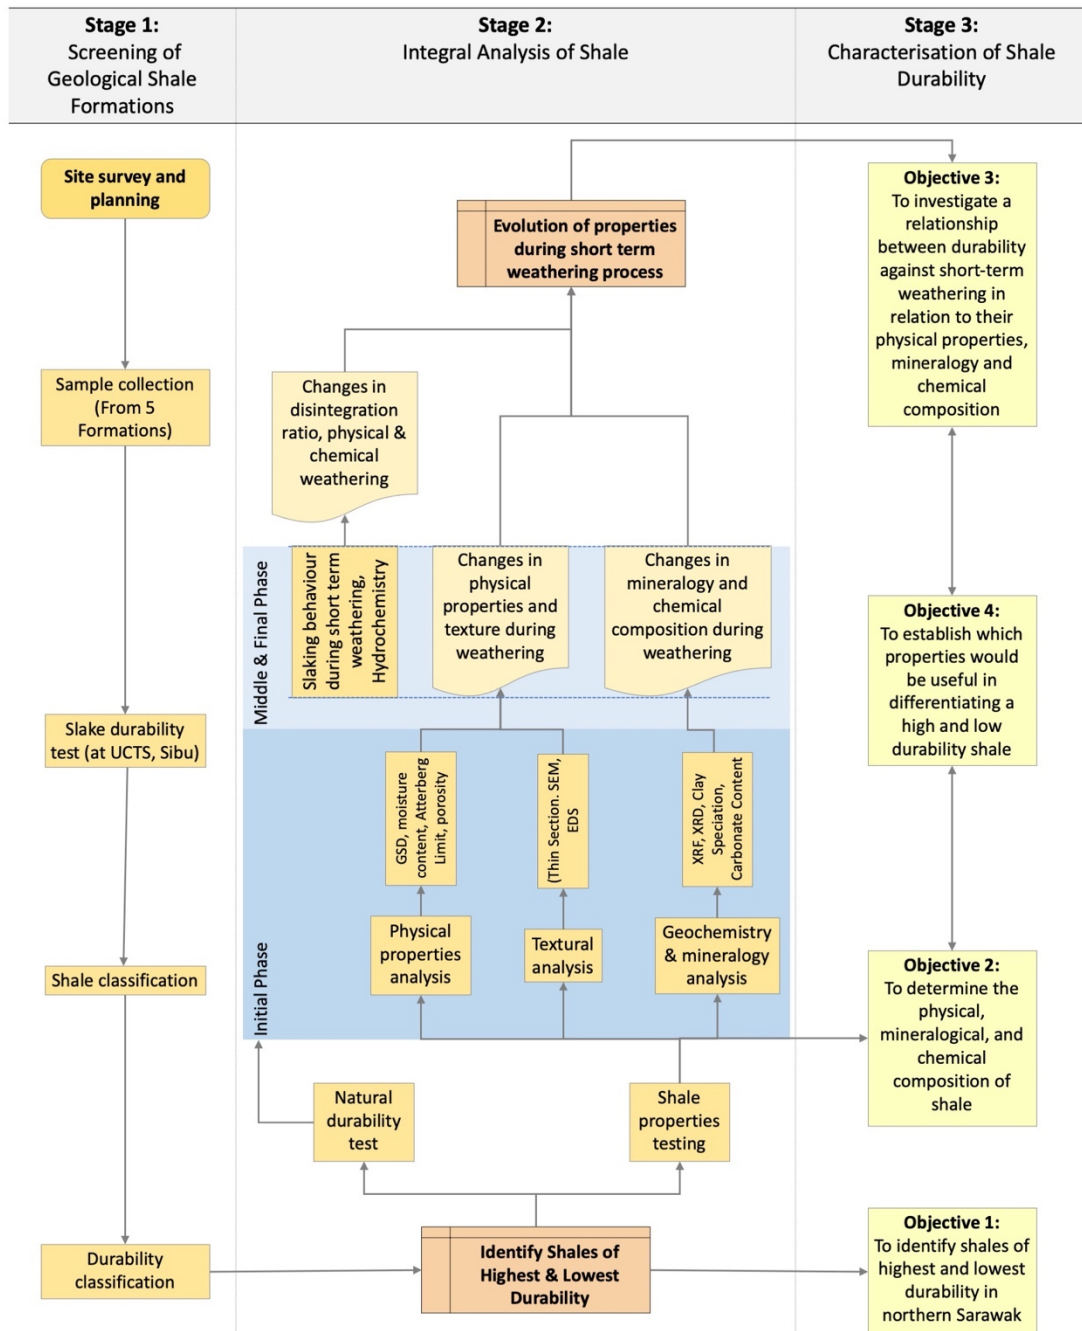 Stage 1:
Screening of
Geological Shale
Formations
Stage 2:
Integral Analysis of Shale
Stage 3:
Characterisation of Shale
Durability
Site survey and
planning
Sample collection
(From 5
Formations)
Slake durability
test (at UCTS, Sibu)
Shale classification
Durability
classification
Evolution of properties
during short term
weathering process
Changes in
disintegration
ratio, physical &
chemical
weathering
Middle & Final Phase
Slaking behaviour
during short term
weathering,
Hydrochemistry
Changes in
physical
properties and
texture during
weathering
Changes in
mineralogy and
chemical
composition during
weathering
Initial Phase
GSD, moisture
content, Atterberg
Limit, porosity
(Thin Section. SEM,
EDS
XRF, XRD, Clay
Speciation,
Carbonate Content
Physical
properties
analysis
Textural
analysis
Geochemistry
& mineralogy
analysis
Natural
durability
test
Shale
properties
testing
Identify Shales of
Highest & Lowest
Durability
Objective 3:
To investigate a
relationship
between durability
against short-term
weathering in
relation to their
physical properties,
mineralogy and
chemical
composition
Objective 4:
To establish which
properties would
be useful in
differentiating a
high and low
durability shale
Objective 2:
To determine the
physical,
mineralogical, and
chemical
composition of
shale
Objective 1:
To identify shales of
highest and lowest
durability in
northern Sarawak